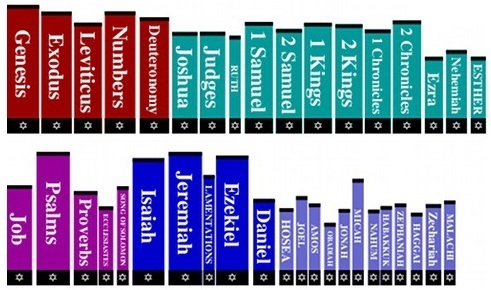 Genesis
Exodus
Leviticus
Numbers
Deuteronomy
Joshua
Judges
RUTH
1 Samuel
2 Samuel
1 Kings
2 Kings
1 Chronicles
2 Chronicles
Ezra
Nehemiah
ESTHER
Job
Psalms
Proverbs
ECCLESIASTES
SONG OF SOLOMON
Isaiah
Jeremiah
LAMENTATIONS
Ezekiel
Daniel
HOSEA
JOEL
AMOS
OBADIAH
JONAH
MICAH
NAHUM
HABAKKUK
ZEPHANIAH
HAGGAI
Zechariah
MALACHI